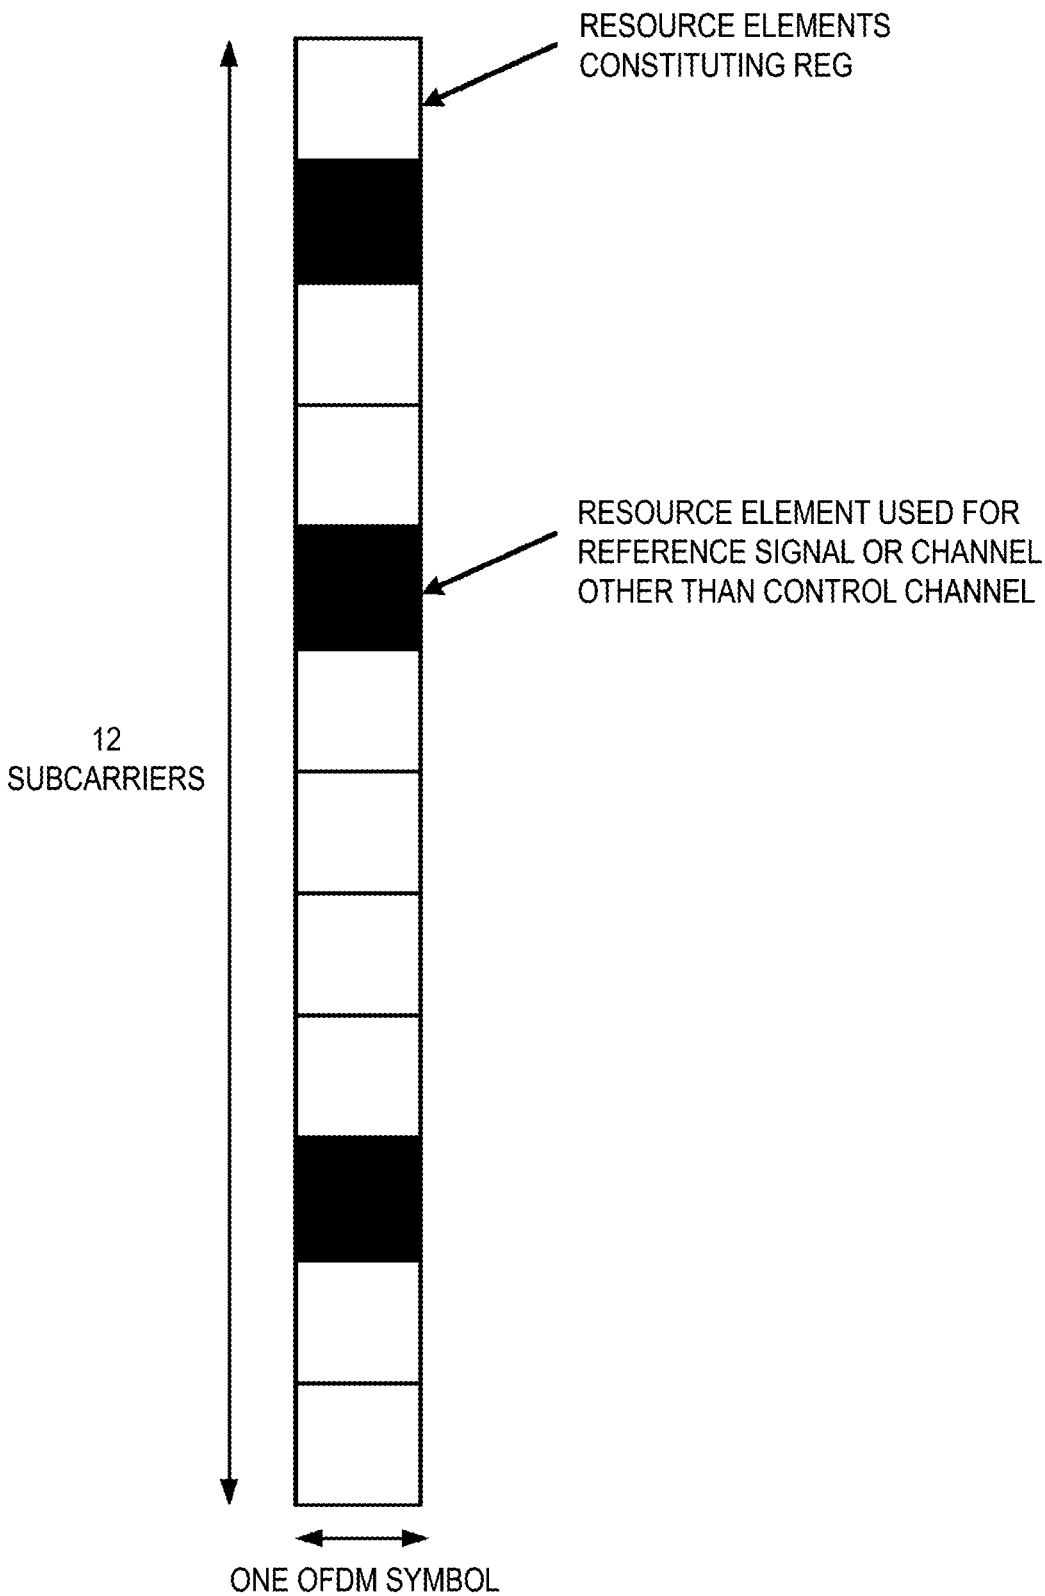 RESOURCE ELEMENTS
CONSTITUTING REG
RESOURCE ELEMENT USED FOR
REFERENCE SIGNAL OR CHANNEL
OTHER THAN CONTROL CHANNEL
12
SUBCARRIERS
ONE OFDM SYMBOL